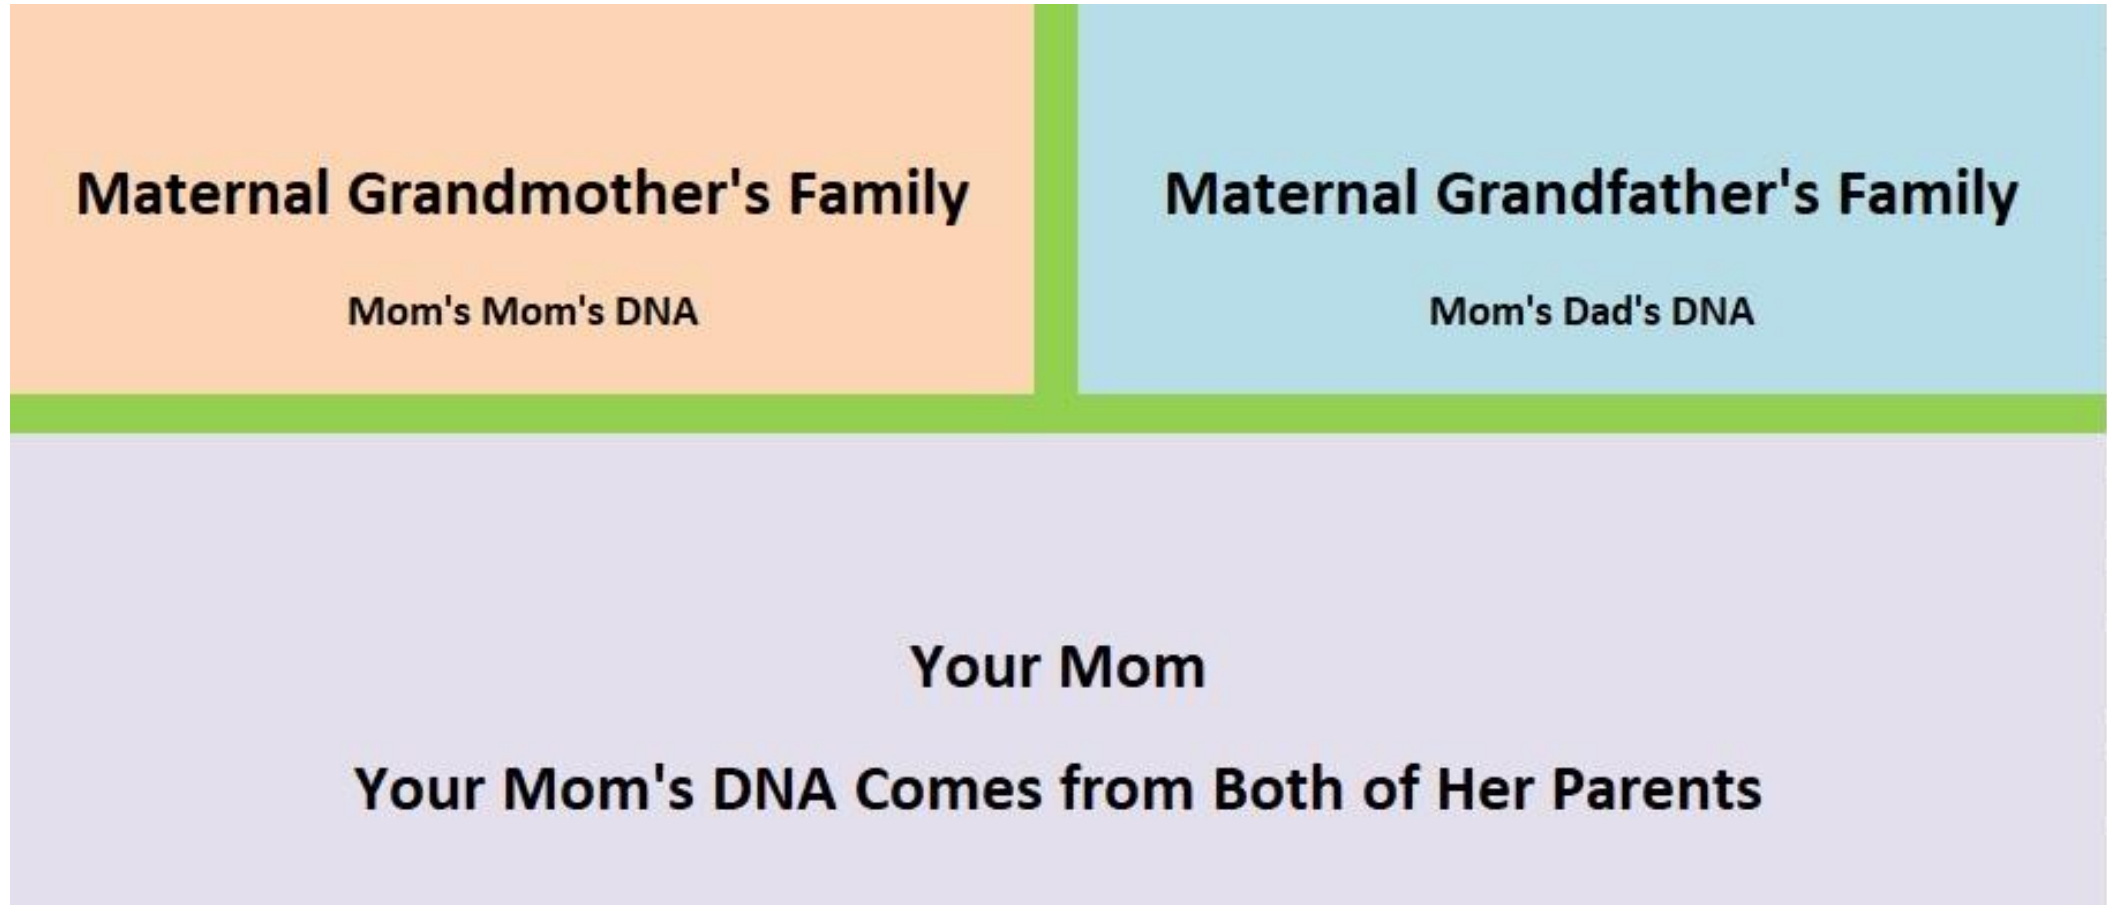 Maternal Grandmother's Family
Mom's Mom's DNA
Maternal Grandfather's Family
Mom's Dad's DNA
Your Mom
Your Mom's DNA Comes from Both of Her Parents